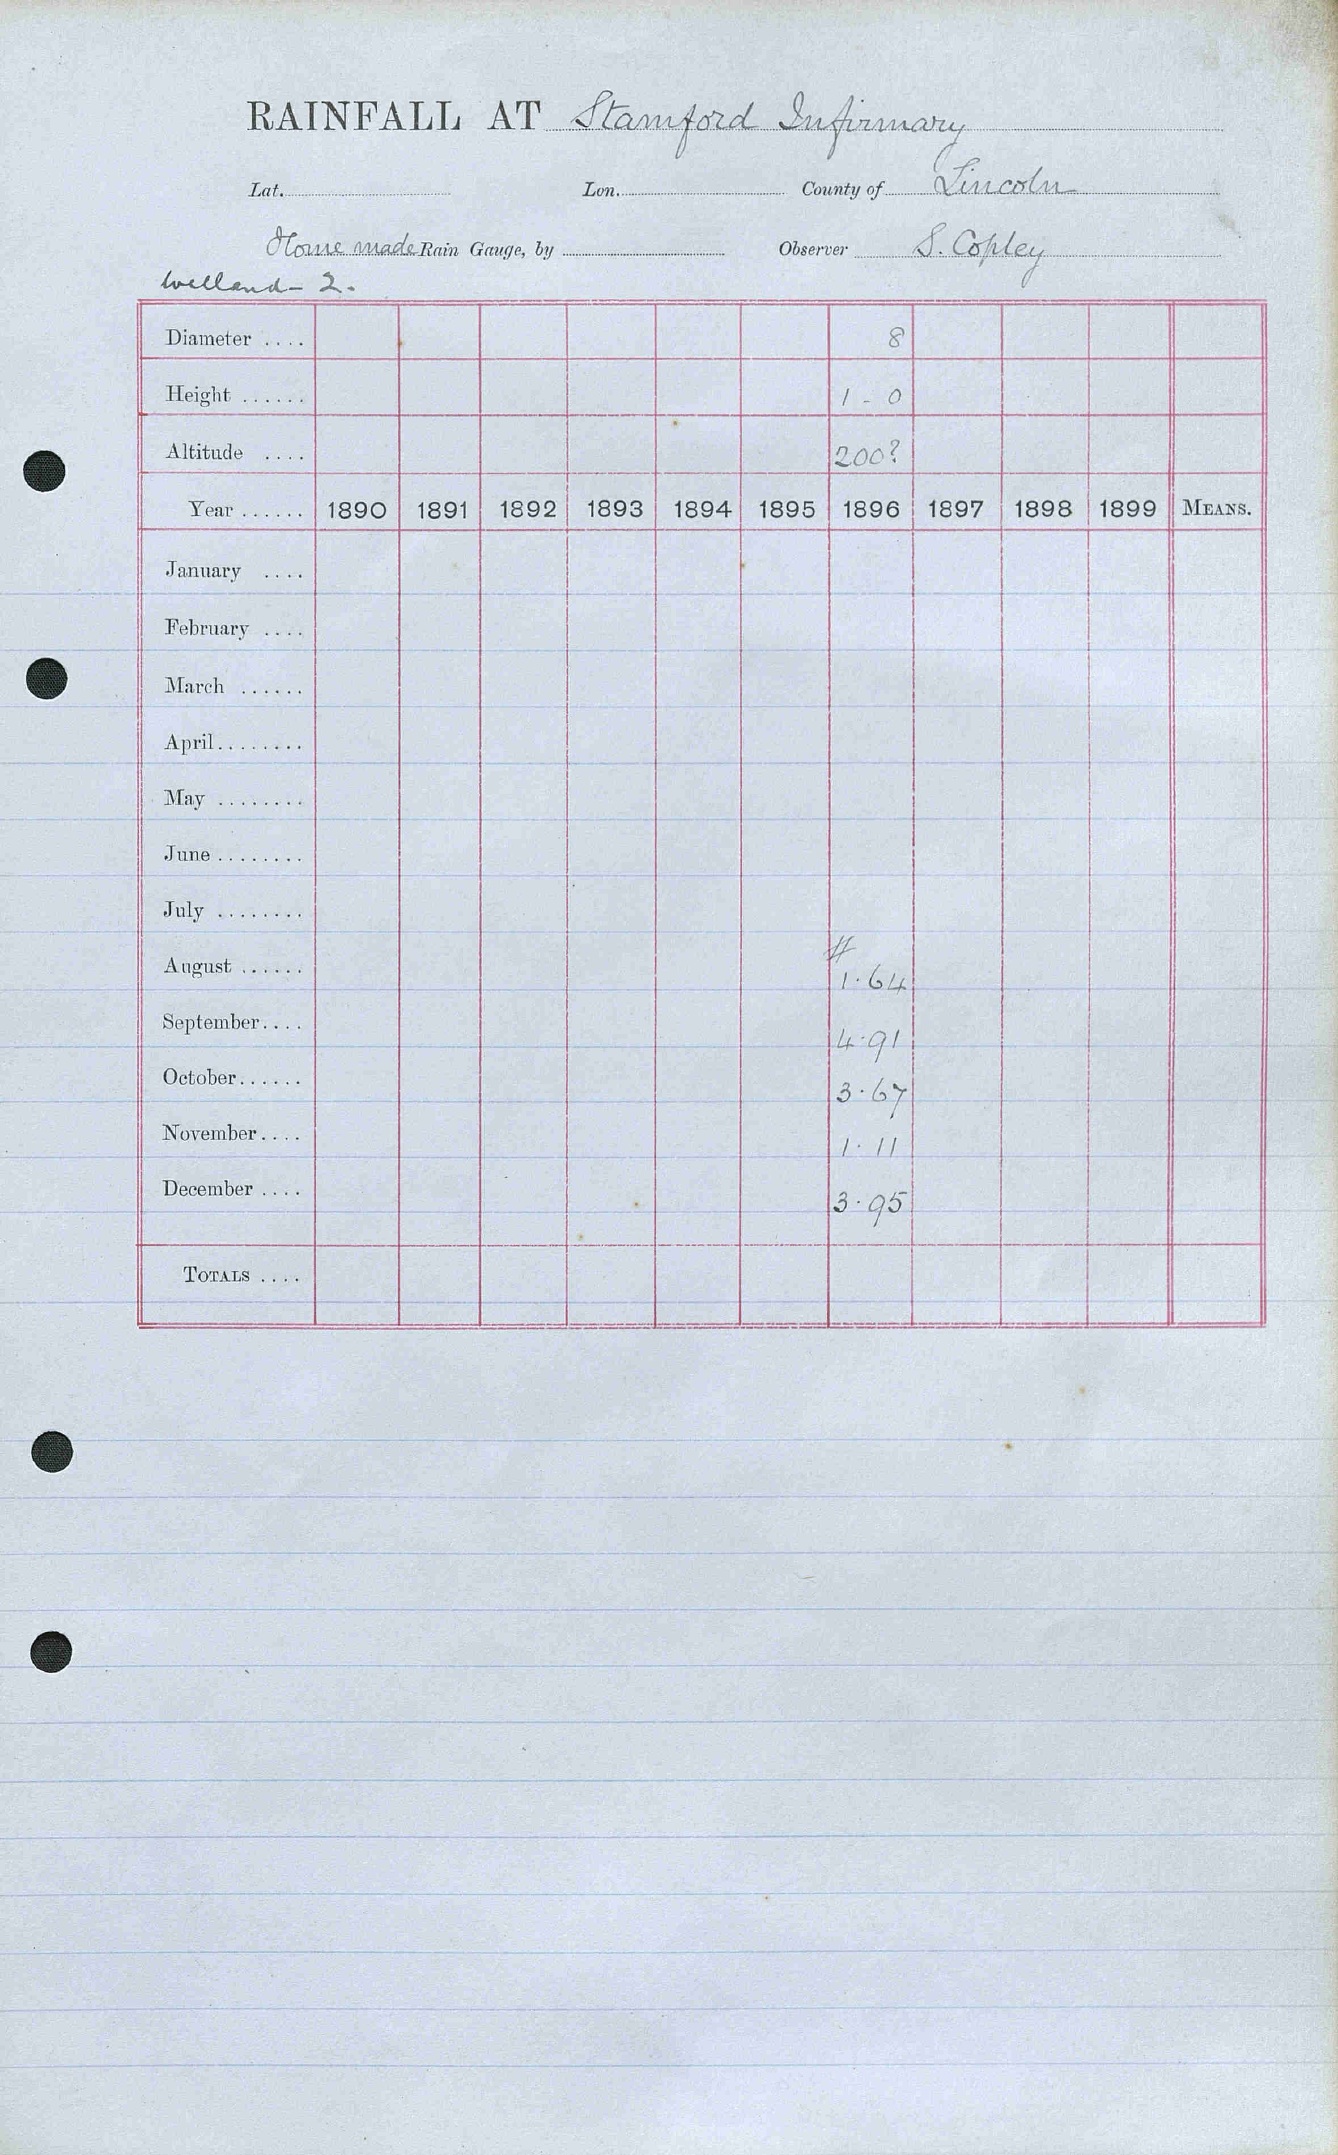 RAINFALL AT Stamford Infirmary
Lat. Lon. County of Lincoln
Home made Rain Gauge, by Observer S. Copley
Welland - 2.
Diameter .... 8
Height ...... 1 - 0
Altitude .... 200?
Year ...... 1890 1891 1892 1893 1894 1895 1896 1897 1898 1899 MEANS.
January ....
February ....
March ......
April........
May ........
June ........
July ........
#
August ...... 1.64
September.... 4.91
October...... 3.67
November.... 1.11
December .... 3.95
TOTALS ....